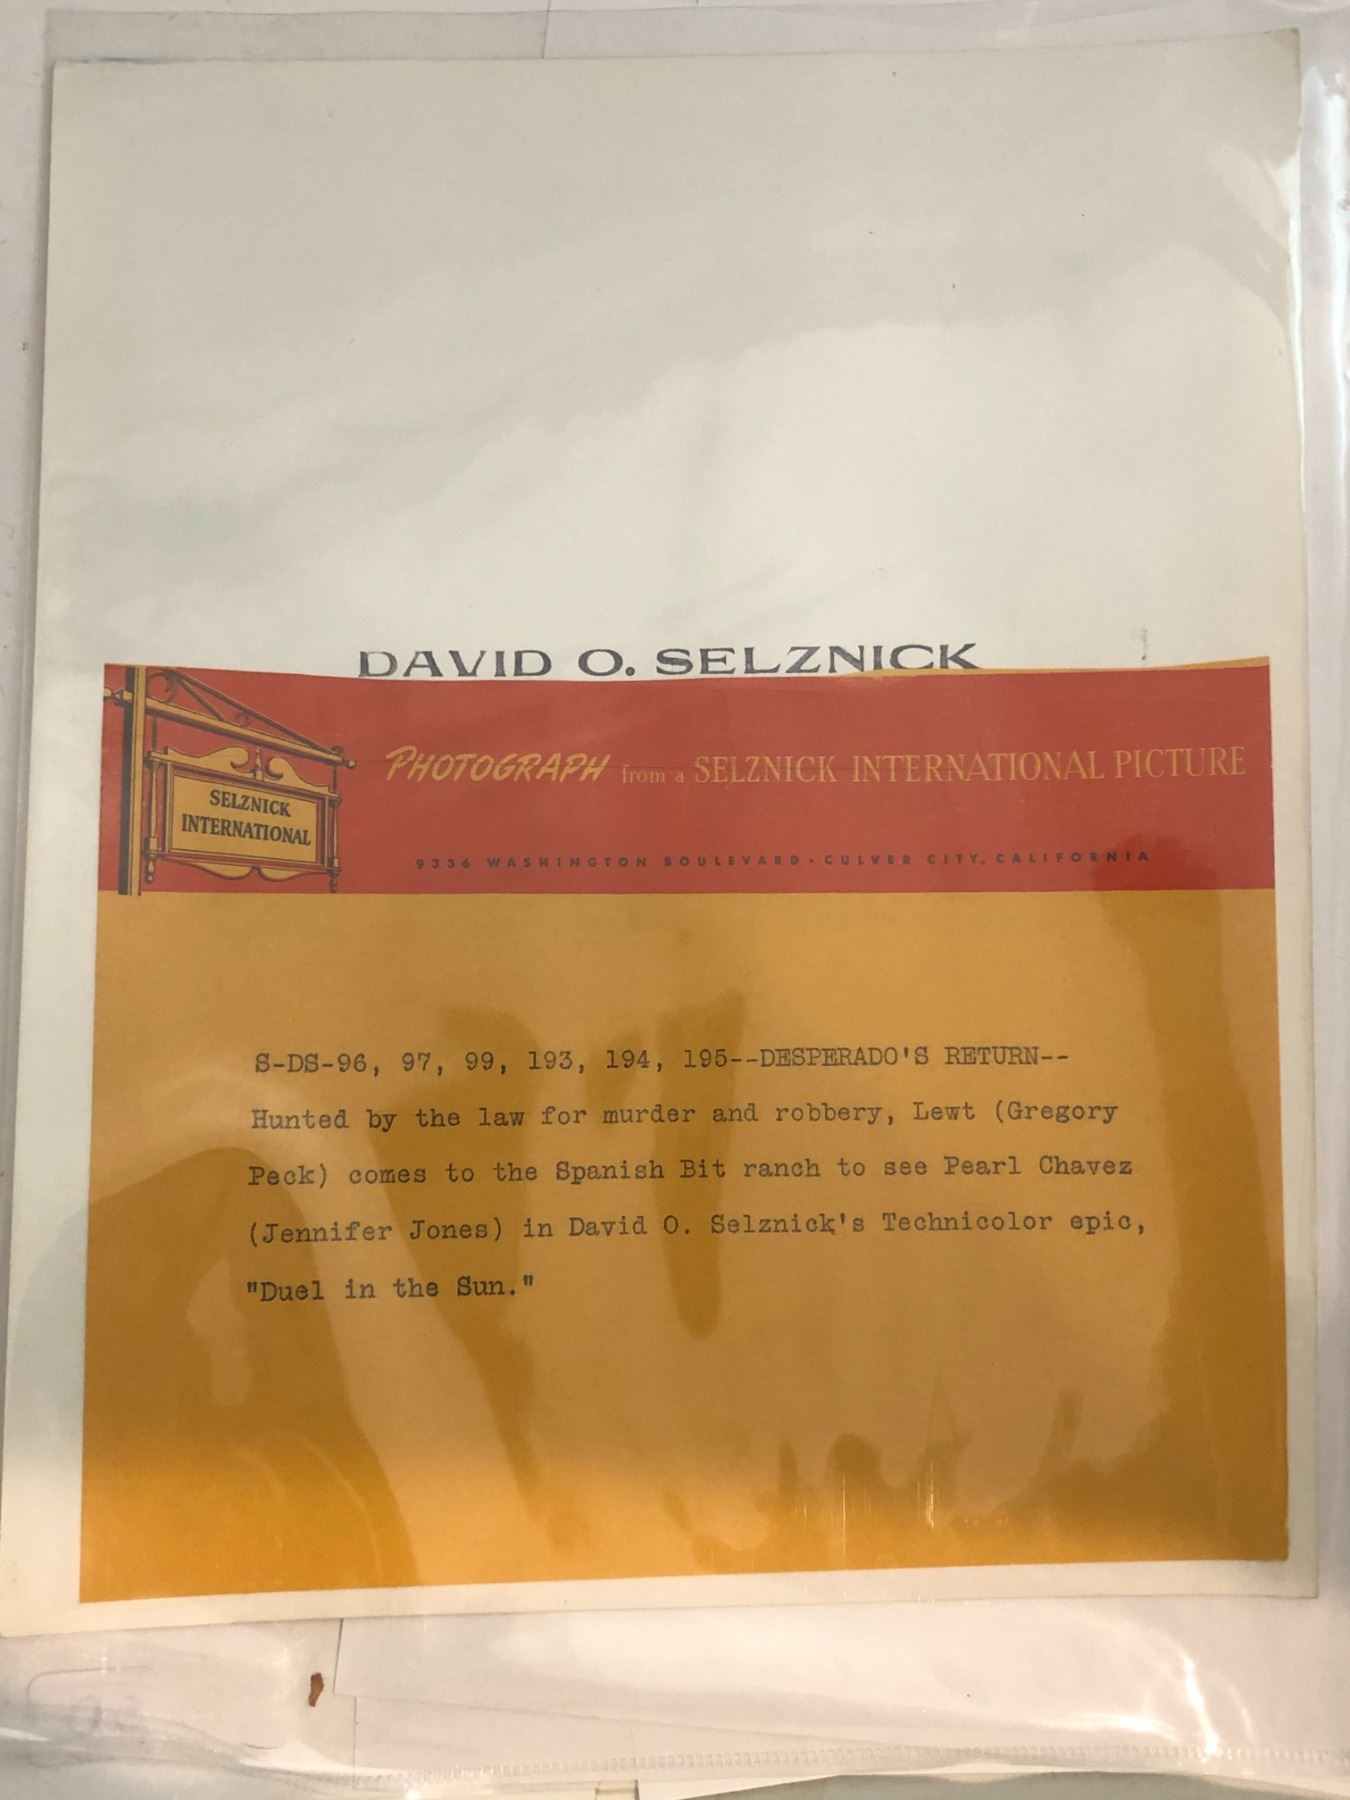 DAVID O. SELZNICK
SELZNICK
INTERNATIONAL
PHOTOGRAPH from a SELZNICK INTERNATIONAL PICTURE
9336 WASHINGTON BOULEVARD · CULVER CITY, CALIFORNIA
S-DS-96, 97, 99, 193, 194, 195--DESPERADO'S RETURN--
Hunted by the law for murder and robbery, Lewt (Gregory
Peck) comes to the Spanish Bit ranch to see Pearl Chavez
(Jennifer Jones) in David O. Selznick's Technicolor epic,
"Duel in the Sun."